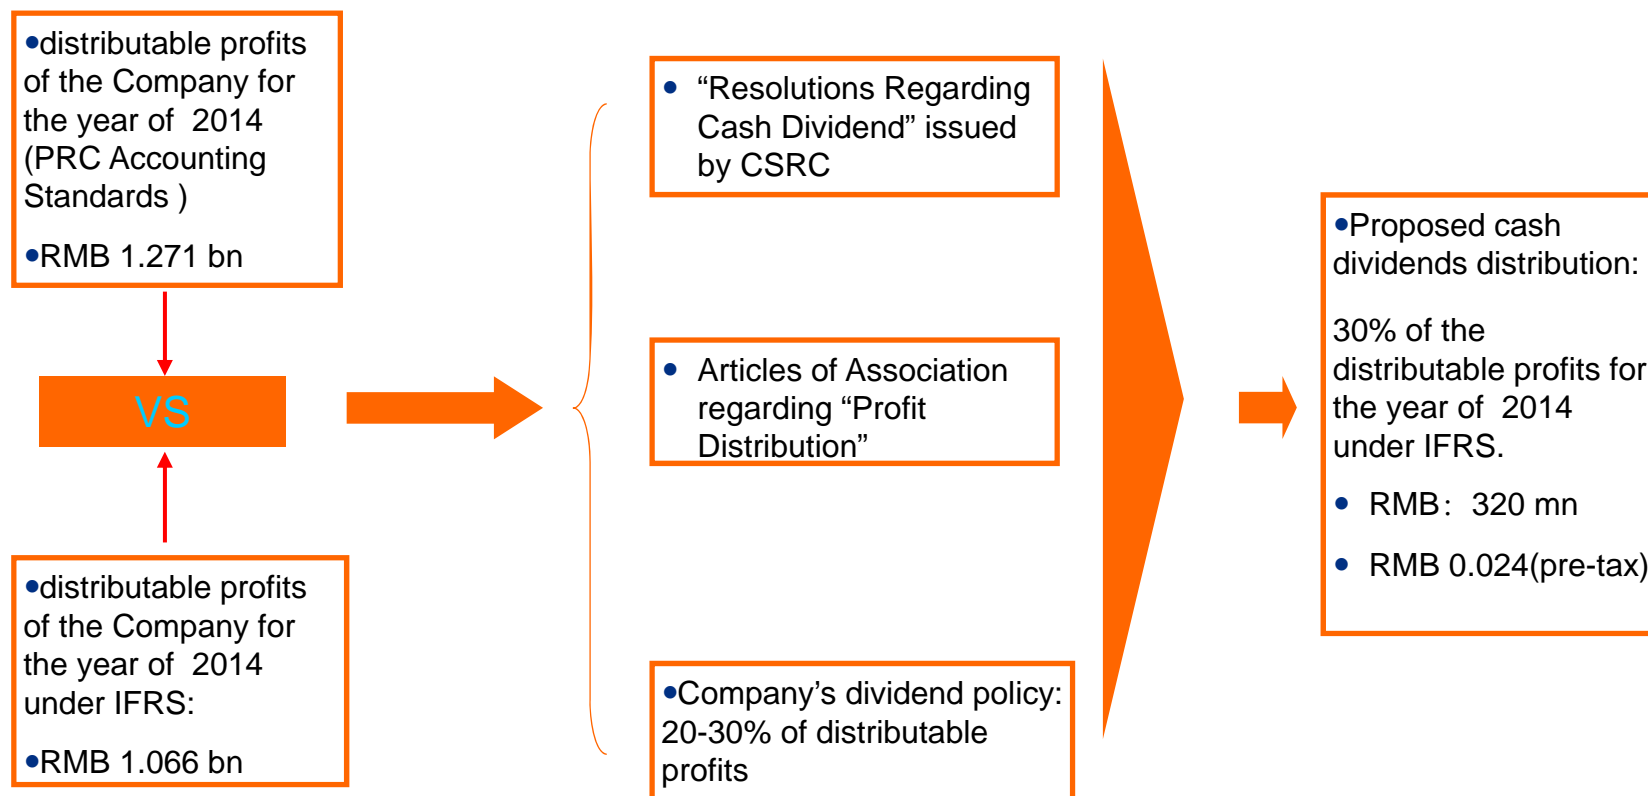 •distributable profits
of the Company for
the year of 2014
(PRC Accounting
Standards )
•RMB 1.271 bn
VS
•distributable profits
of the Company for
the year of 2014
under IFRS:
•RMB 1.066 bn
• “Resolutions Regarding
Cash Dividend” issued
by CSRC
• Articles of Association
regarding “Profit
Distribution”
•Company’s dividend policy:
20-30% of distributable
profits
•Proposed cash
dividends distribution:
30% of the
distributable profits for
the year of 2014
under IFRS.
• RMB： 320 mn
• RMB 0.024(pre-tax)